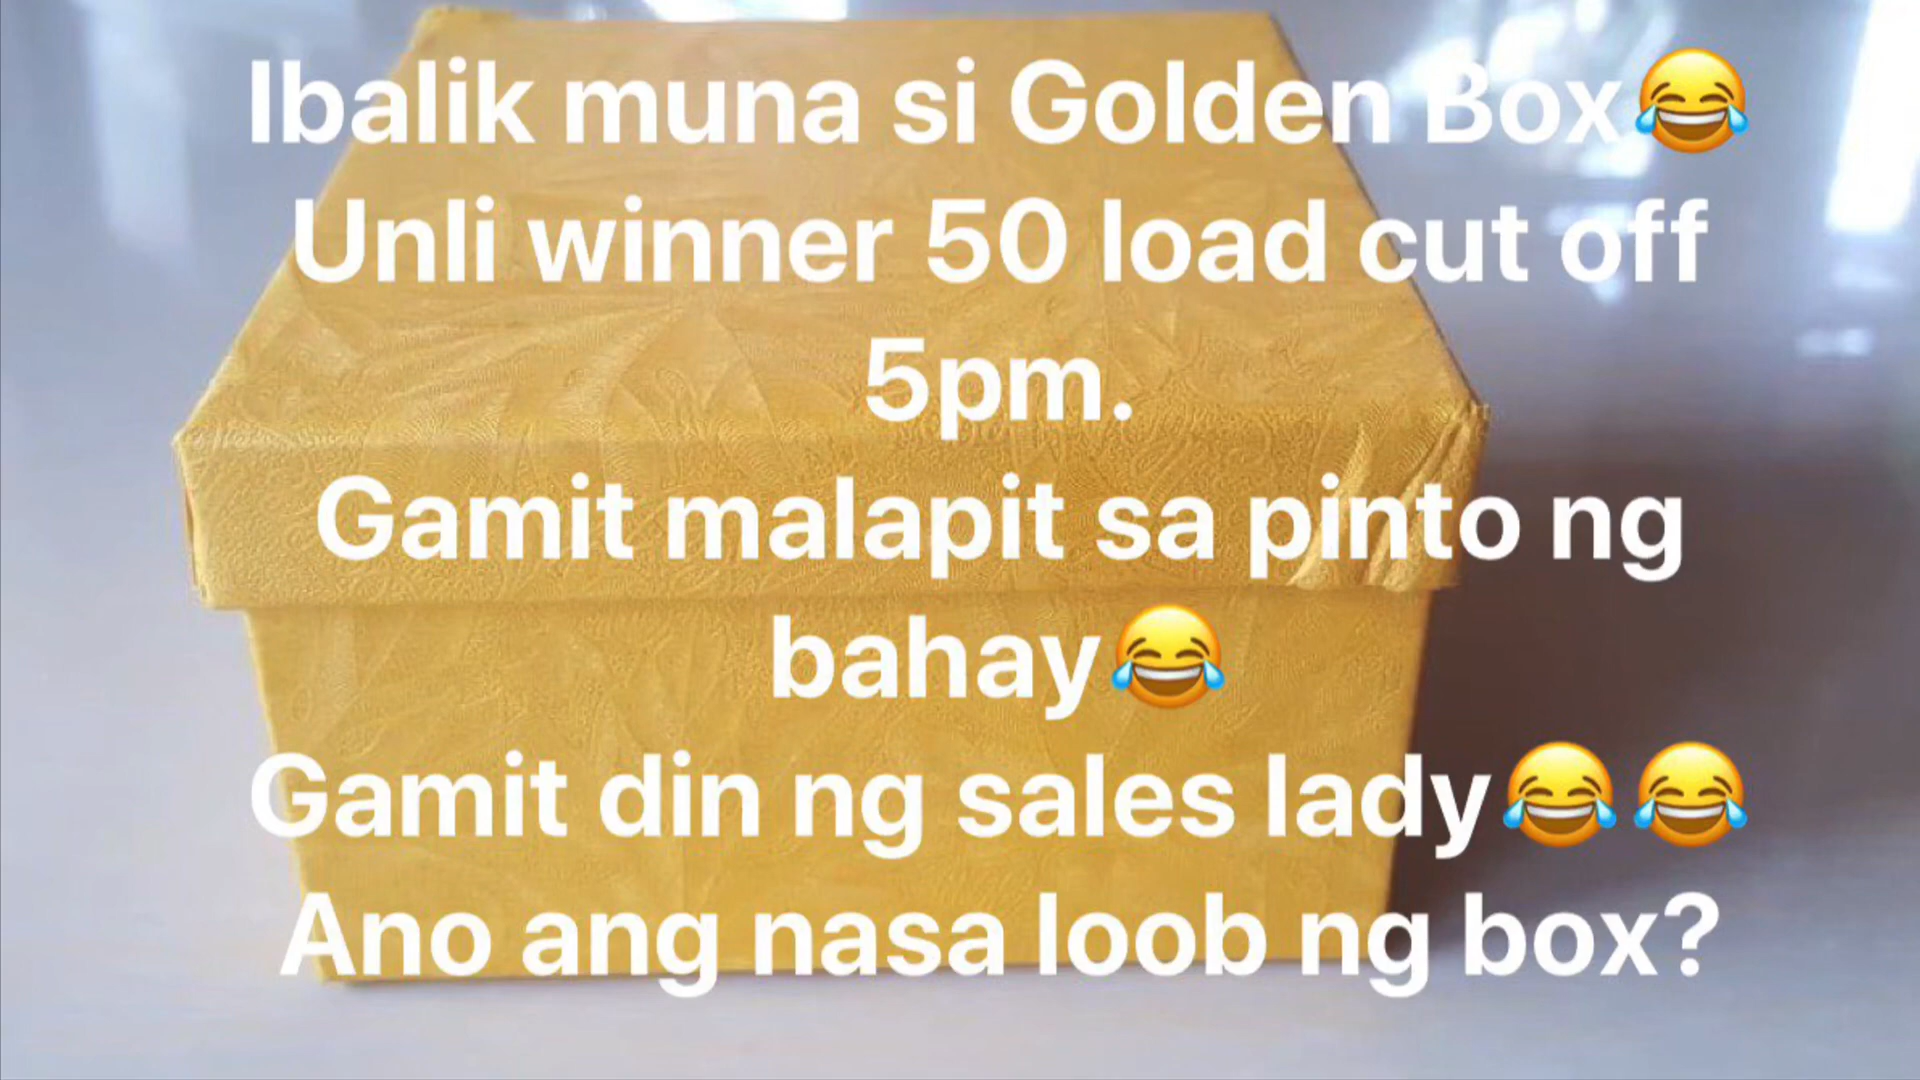 Ibalik muna si Golden Box😂
Unli winner 50 load cut off
5pm.
Gamit malapit sa pinto ng
bahay😂
Gamit din ng sales lady😂😂
Ano ang nasa loob ng box?